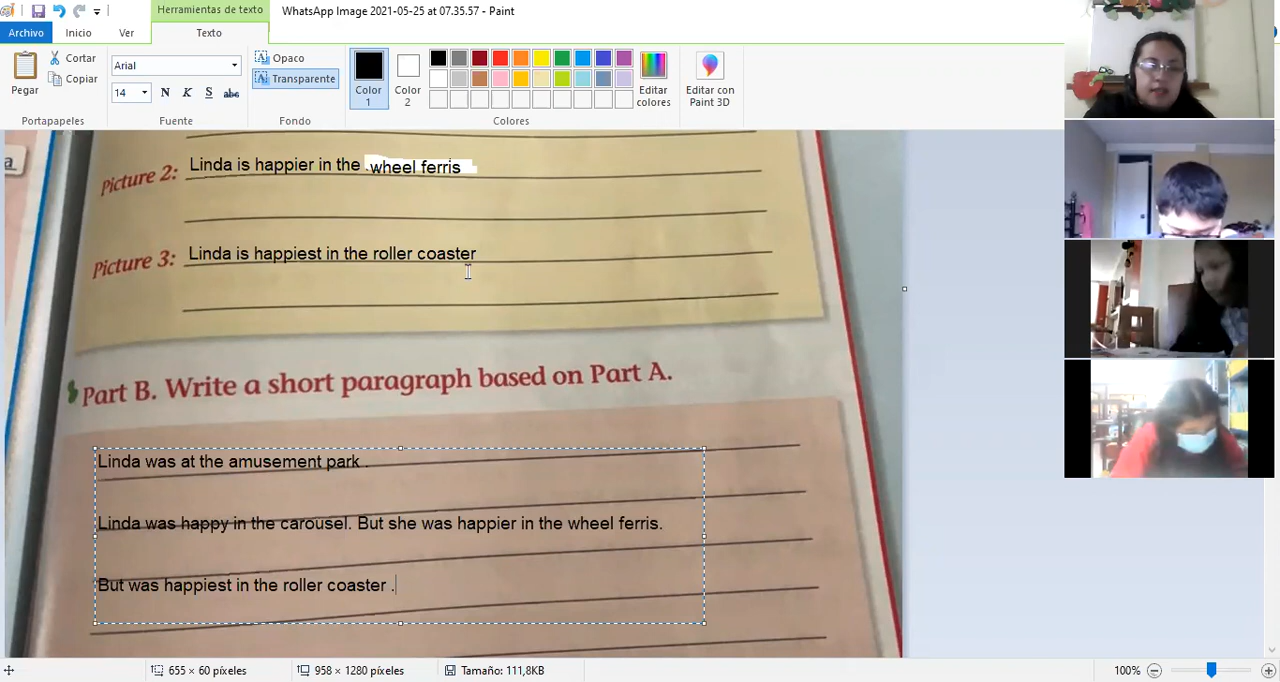 Herramientas de texto
WhatsApp Image 2021-05-25 at 07.35.57 - Paint
Archivo
Inicio
Ver
Texto
Pegar
Cortar
Copiar
Portapapeles
Arial
14
N K S abc
Fuente
Opaco
Transparente
Fondo
Color 1
Color 2
Editar colores
Colores
Editar con Paint 3D
a
Picture 2: Linda is happier in the wheel ferris
Picture 3: Linda is happiest in the roller coaster
Part B. Write a short paragraph based on Part A.
Linda was at the amusement park .
Linda was happy in the carousel. But she was happier in the wheel ferris.
But was happiest in the roller coaster .
655 × 60 píxeles
958 × 1280 píxeles
Tamaño: 111,8KB
100%